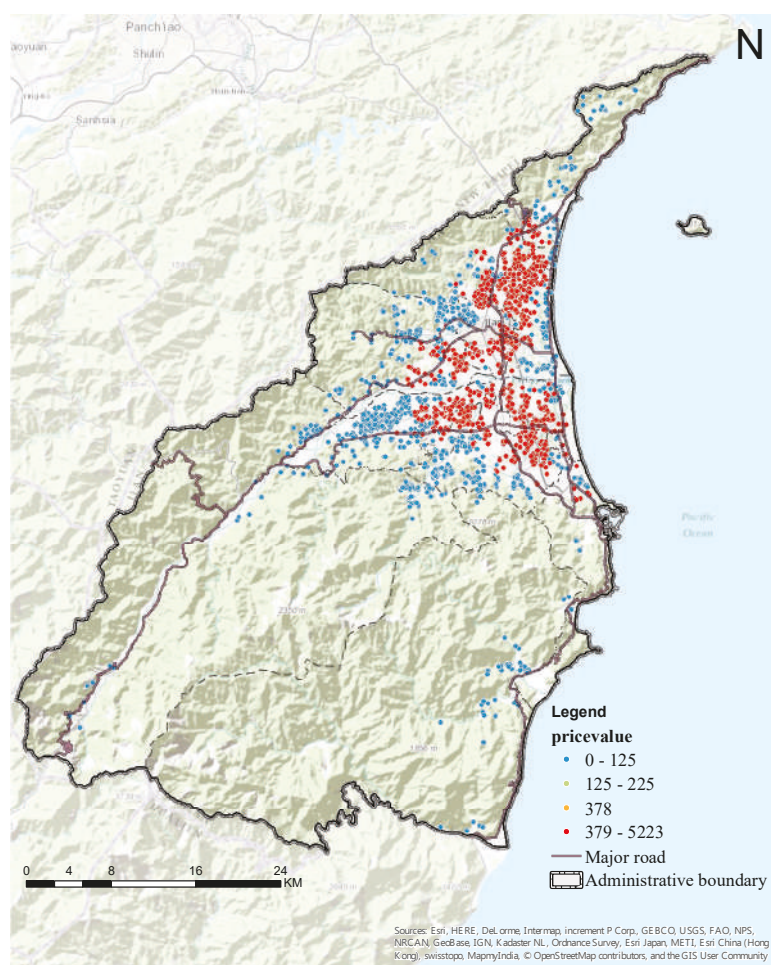 Panchiao
Shulin
Sanhsia
N
Pacific
Ocean
2350 m
Legend
pricevalue
0 - 125
125 - 225
378
379 - 5223
Major road
Administrative boundary
0 4 8 16 24
KM
Sources: Esri, HERE, DeLorme, Intermap, increment P Corp., GEBCO, USGS, FAO, NPS,
NRCAN, GeoBase, IGN, Kadaster NL, Ordnance Survey, Esri Japan, METI, Esri China (Hong
Kong), swisstopo, MapmyIndia, © OpenStreetMap contributors, and the GIS User Community